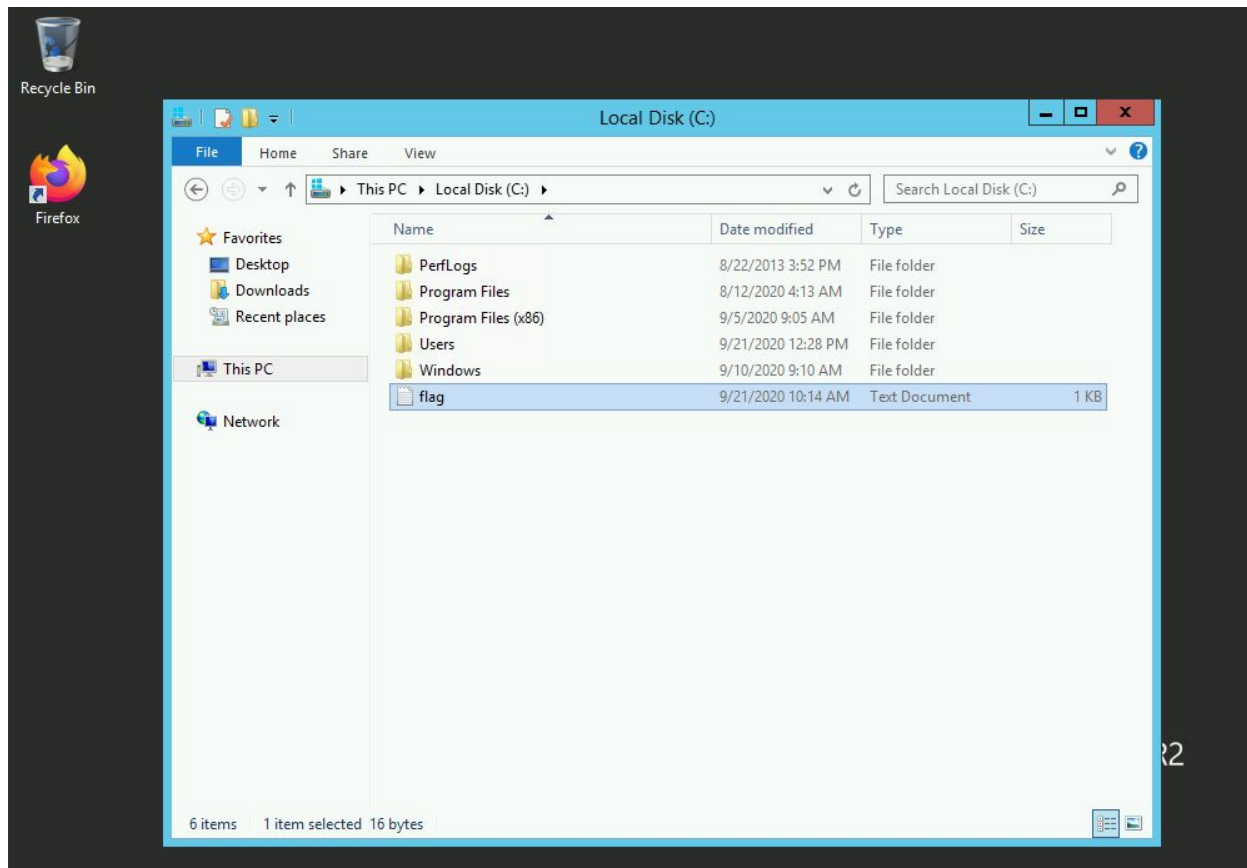 Recycle Bin
Firefox
Local Disk (C:)
File Home Share View
This PC Local Disk (C:)
Search Local Disk (C:)
Favorites
Desktop
Downloads
Recent places
This PC
Network
Name Date modified Type Size
PerfLogs 8/22/2013 3:52 PM File folder
Program Files 8/12/2020 4:13 AM File folder
Program Files (x86) 9/5/2020 9:05 AM File folder
Users 9/21/2020 12:28 PM File folder
Windows 9/10/2020 9:10 AM File folder
flag 9/21/2020 10:14 AM Text Document 1 KB
R2
6 items 1 item selected 16 bytes